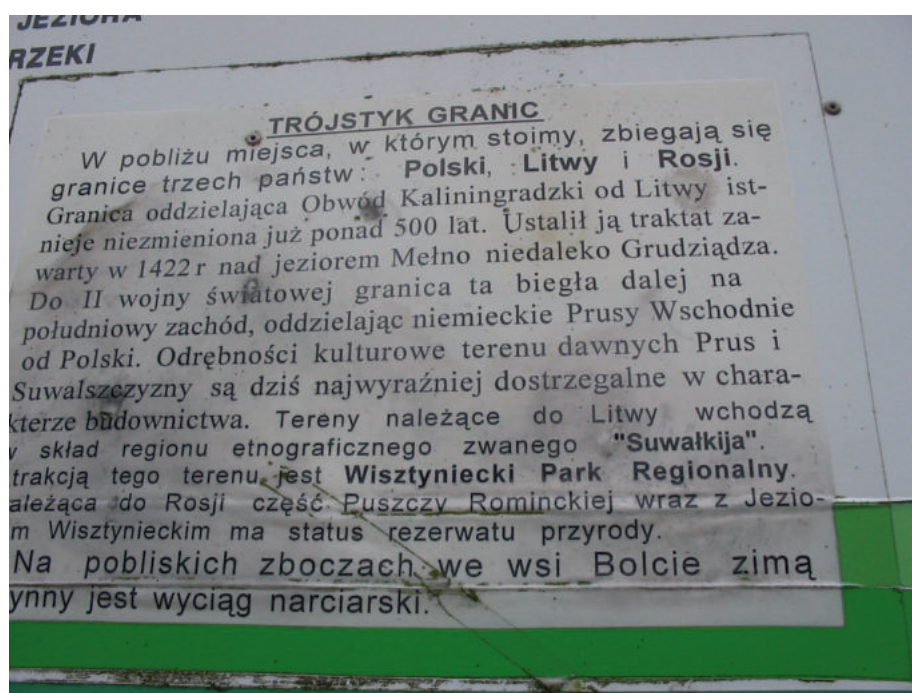 JEZIORA
RZEKI
TRÓJSTYK GRANIC
W pobliżu miejsca, w którym stoimy, zbiegają się
granice trzech państw: Polski, Litwy i Rosji.
Granica oddzielająca Obwód Kaliningradzki od Litwy ist-
nieje niezmieniona już ponad 500 lat. Ustalił ją traktat za-
warty w 1422 r nad jeziorem Mełno niedaleko Grudziądza.
Do II wojny światowej granica ta biegła dalej na
południowy zachód, oddzielając niemieckie Prusy Wschodnie
od Polski. Odrębności kulturowe terenu dawnych Prus i
Suwalszczyzny są dziś najwyraźniej dostrzegalne w chara-
kterze budownictwa. Tereny należące do Litwy wchodzą
w skład regionu etnograficznego zwanego "Suwałkija".
trakcją tego terenu jest Wisztyniecki Park Regionalny.
ależąca do Rosji część Puszczy Rominckiej wraz z Jezio-
m Wisztynieckim ma status rezerwatu przyrody.
Na pobliskich zboczach we wsi Bolcie zimą
ynny jest wyciąg narciarski.